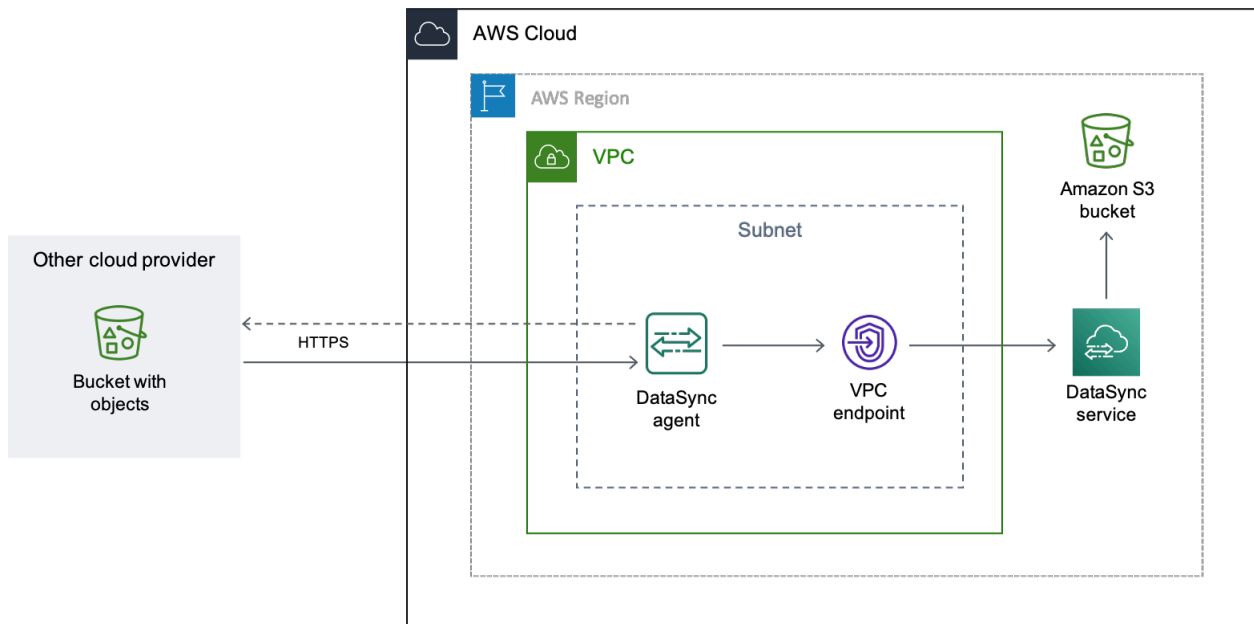 AWS Cloud
AWS Region
VPC
Subnet
Amazon S3
bucket
Other cloud provider
HTTPS
Bucket with
objects
DataSync
agent
VPC
endpoint
DataSync
service